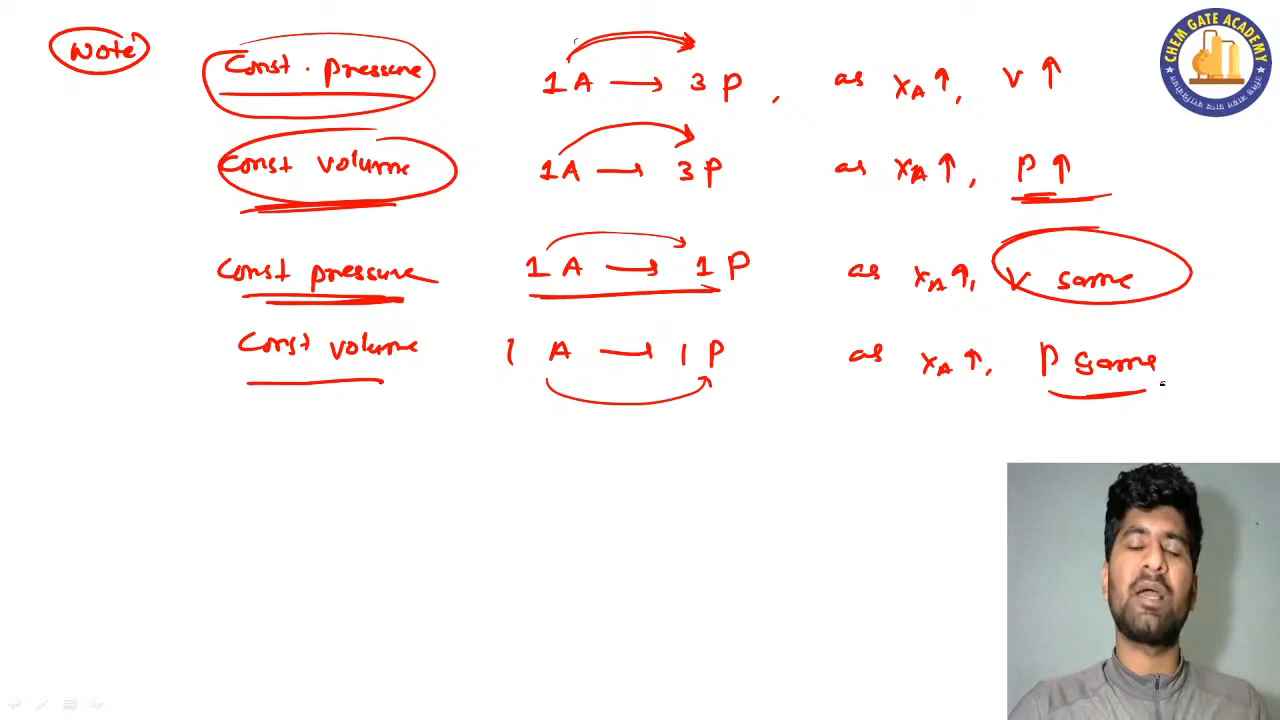 Note
Const. pressure 1 A → 3 P, as XA ↑, V ↑
Const volume 1 A → 3 P as XA ↑, P ↑
Const pressure 1 A → 1 P as XA ↑, V same
Const volume 1 A → 1 P as XA ↑, P same
CHEM GATE ACADEMY